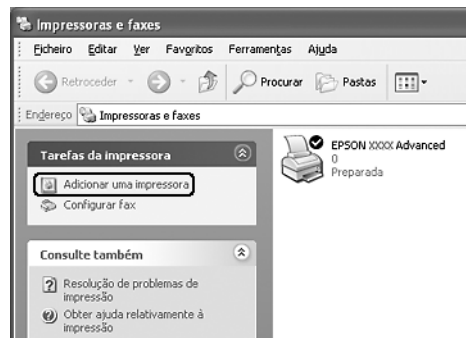 Impressoras e faxes
Ficheiro Editar Ver Favoritos Ferramentas Ajuda
Retroceder Procurar Pastas
Endereço Impressoras e faxes
Tarefas da impressora
Adicionar uma impressora
Configurar fax
Consulte também
Resolução de problemas de
impressão
Obter ajuda relativamente à
impressão
EPSON XXXX Advanced
0
Preparada